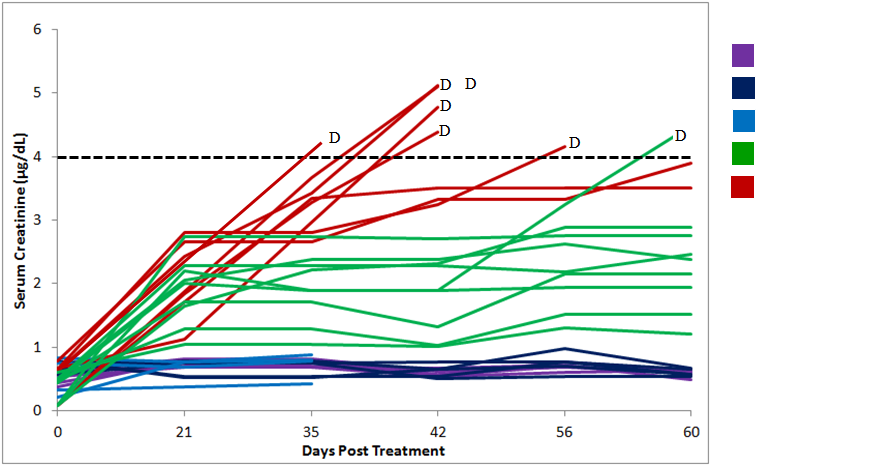 6
5
D D
D
D
D
D
D
4
3
2
1
0
0 21 35 42 56 60
Serum Creatinine (µg/dL)
Days Post Treatment